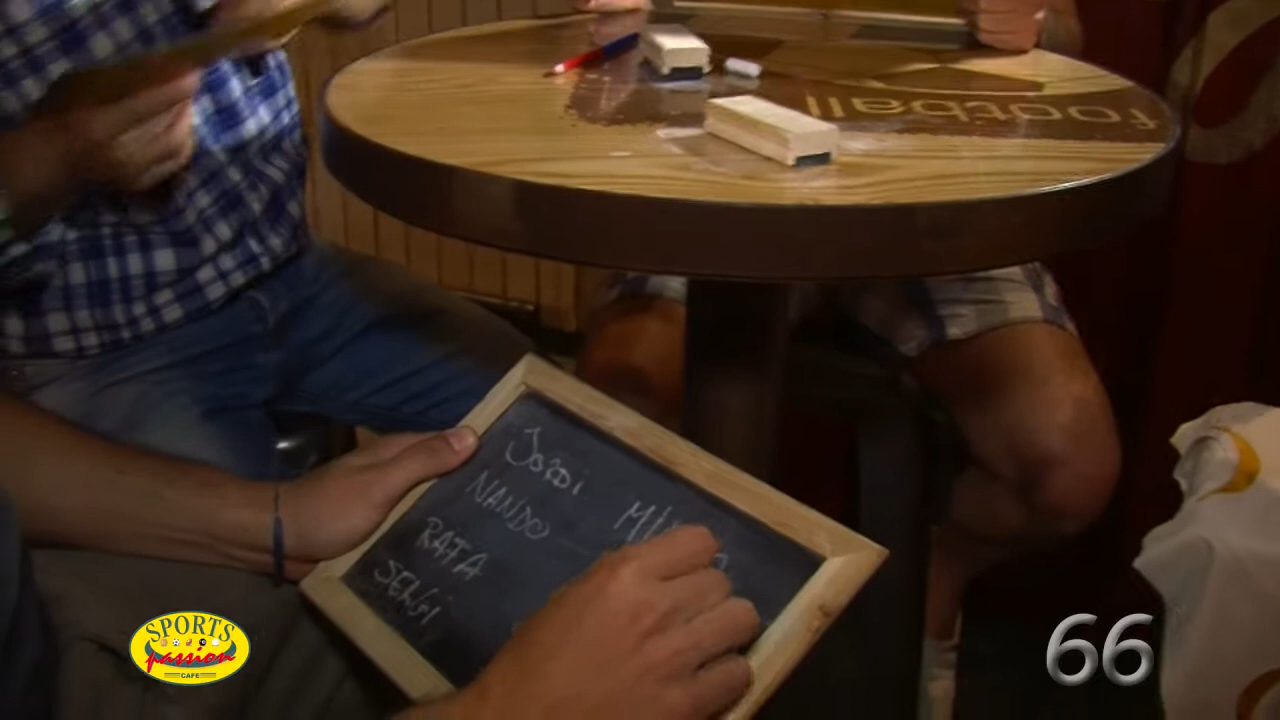 football
JORDI
NANDO
RAFA
SERGI
SPORTS
passion
CAFE
66